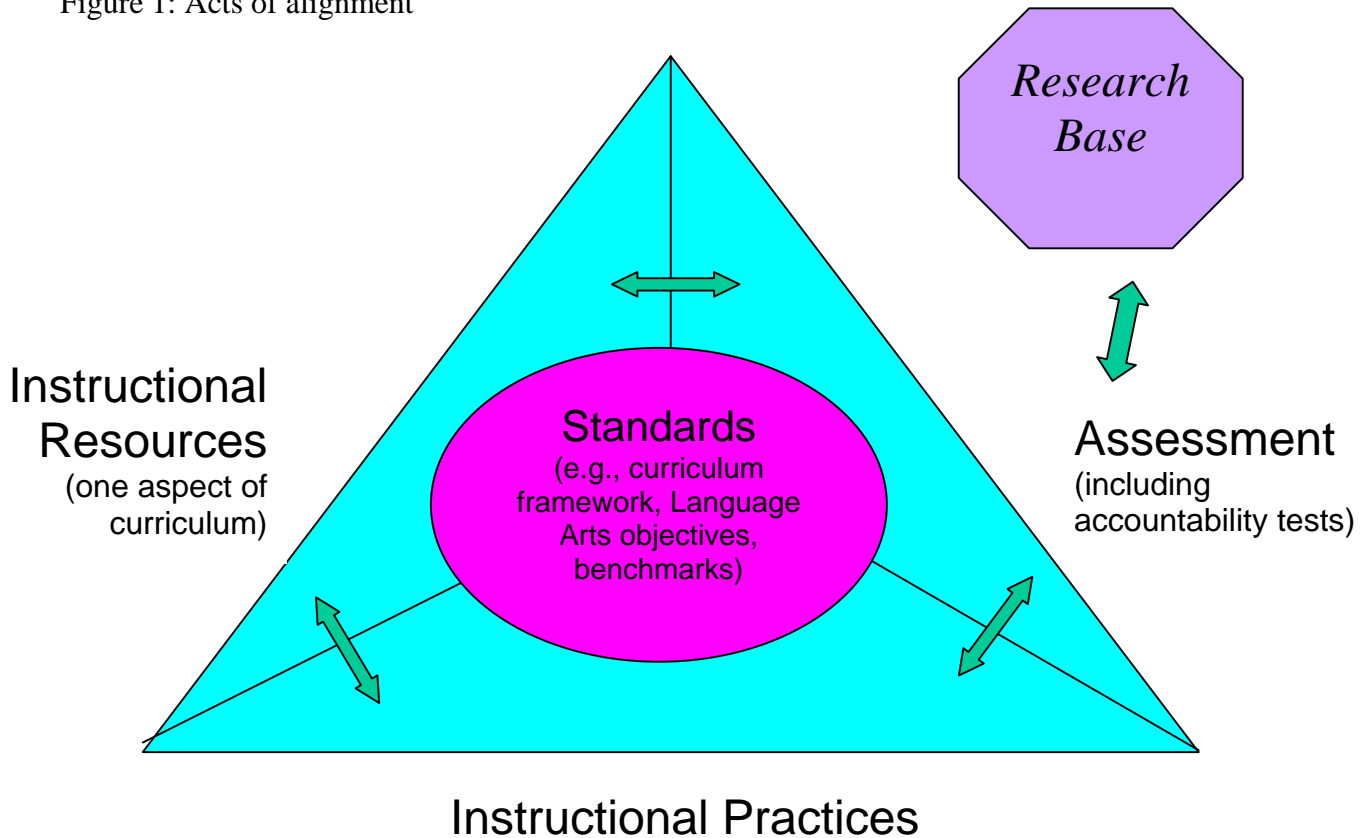 Figure 1: Acts of alignment
Research
Base
Instructional
Resources
(one aspect of
curriculum)
Standards
(e.g., curriculum
framework, Language
Arts objectives,
benchmarks)
Assessment
(including
accountability tests)
Instructional Practices